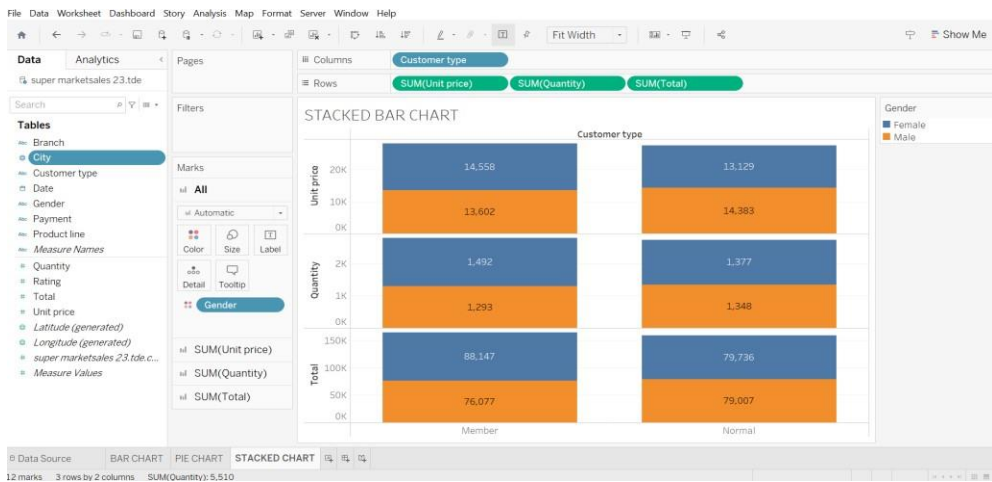 File Data Worksheet Dashboard Story Analysis Map Format Server Window Help
Fit Width
Show Me
Data Analytics
super marketsales 23.tde
Search
Tables
Abc Branch
City
Abc Customer type
Date
Abc Gender
Abc Payment
Abc Product line
Abc Measure Names
# Quantity
# Rating
# Total
# Unit price
Latitude (generated)
Longitude (generated)
# super marketsales 23.tde.c...
# Measure Values
Pages
Filters
Marks
All
Automatic
Color Size Label
Detail Tooltip
Gender
SUM(Unit price)
SUM(Quantity)
SUM(Total)
Columns Customer type
Rows SUM(Unit price) SUM(Quantity) SUM(Total)
STACKED BAR CHART
Customer type
Unit price
20K
10K
0K
14,558 13,129
13,602 14,383
Quantity
2K
1K
0K
1,492 1,377
1,293 1,348
Total
150K
100K
50K
0K
88,147 79,736
76,077 79,007
Member Normal
Gender
Female
Male
Data Source BAR CHART PIE CHART STACKED CHART
12 marks 3 rows by 2 columns SUM(Quantity): 5,510